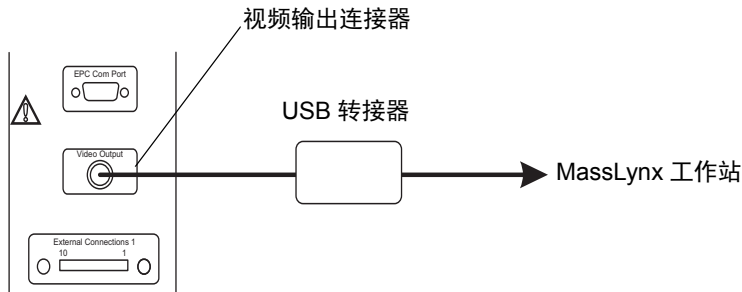 视频输出连接器
EPC Com Port
USB 转接器
Video Output
MassLynx 工作站
External Connections 1
10 1